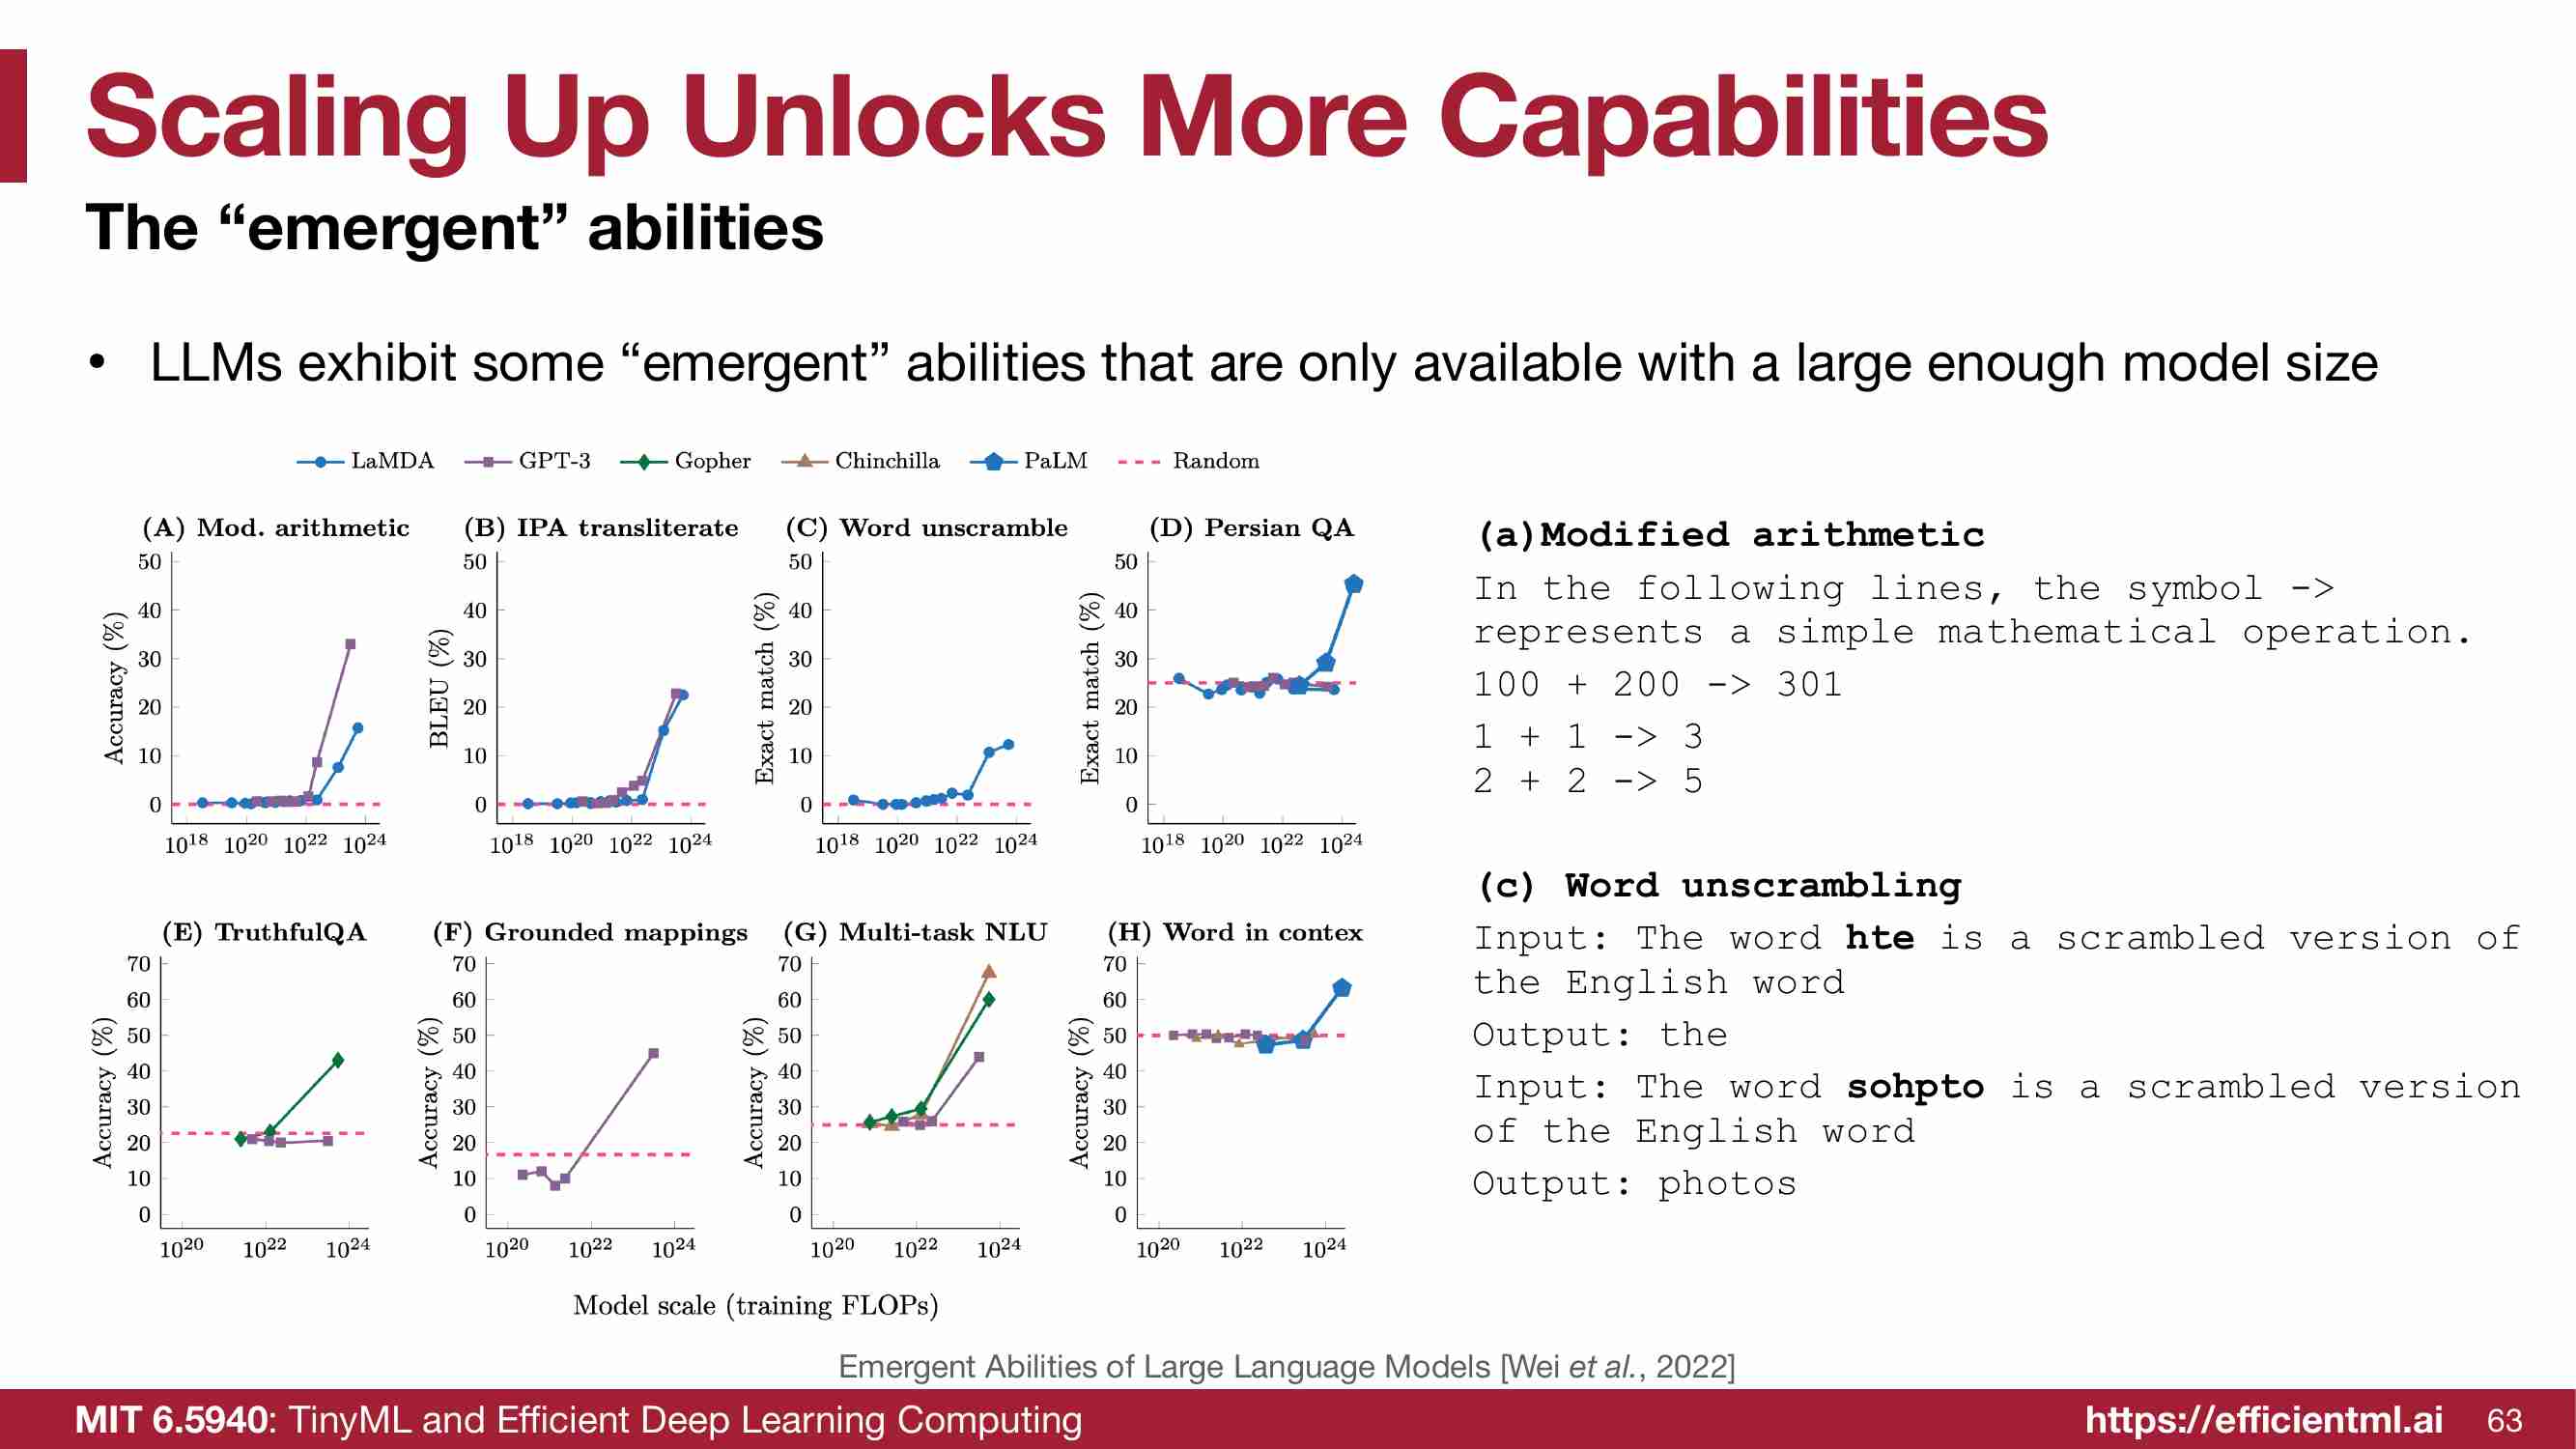 Scaling Up Unlocks More Capabilities
The “emergent” abilities
• LLMs exhibit some “emergent” abilities that are only available with a large enough model size
LaMDA GPT-3 Gopher Chinchilla PaLM Random
(A) Mod. arithmetic
Accuracy (%)
50
40
30
20
10
0
10^18 10^20 10^22 10^24
(B) IPA transliterate
BLEU (%)
50
40
30
20
10
0
10^18 10^20 10^22 10^24
(C) Word unscramble
Exact match (%)
50
40
30
20
10
0
10^18 10^20 10^22 10^24
(D) Persian QA
Exact match (%)
50
40
30
20
10
0
10^18 10^20 10^22 10^24
(E) TruthfulQA
Accuracy (%)
70
60
50
40
30
20
10
0
10^20 10^22 10^24
(F) Grounded mappings
Accuracy (%)
70
60
50
40
30
20
10
0
10^20 10^22 10^24
(G) Multi-task NLU
Accuracy (%)
70
60
50
40
30
20
10
0
10^20 10^22 10^24
(H) Word in contex
Accuracy (%)
70
60
50
40
30
20
10
0
10^20 10^22 10^24
Model scale (training FLOPs)
(a)Modified arithmetic
In the following lines, the symbol ->
represents a simple mathematical operation.
100 + 200 -> 301
1 + 1 -> 3
2 + 2 -> 5
(c) Word unscrambling
Input: The word hte is a scrambled version of
the English word
Output: the
Input: The word sohpto is a scrambled version
of the English word
Output: photos
Emergent Abilities of Large Language Models [Wei et al., 2022]
MIT 6.5940: TinyML and Efficient Deep Learning Computing
https://efficientml.ai 63